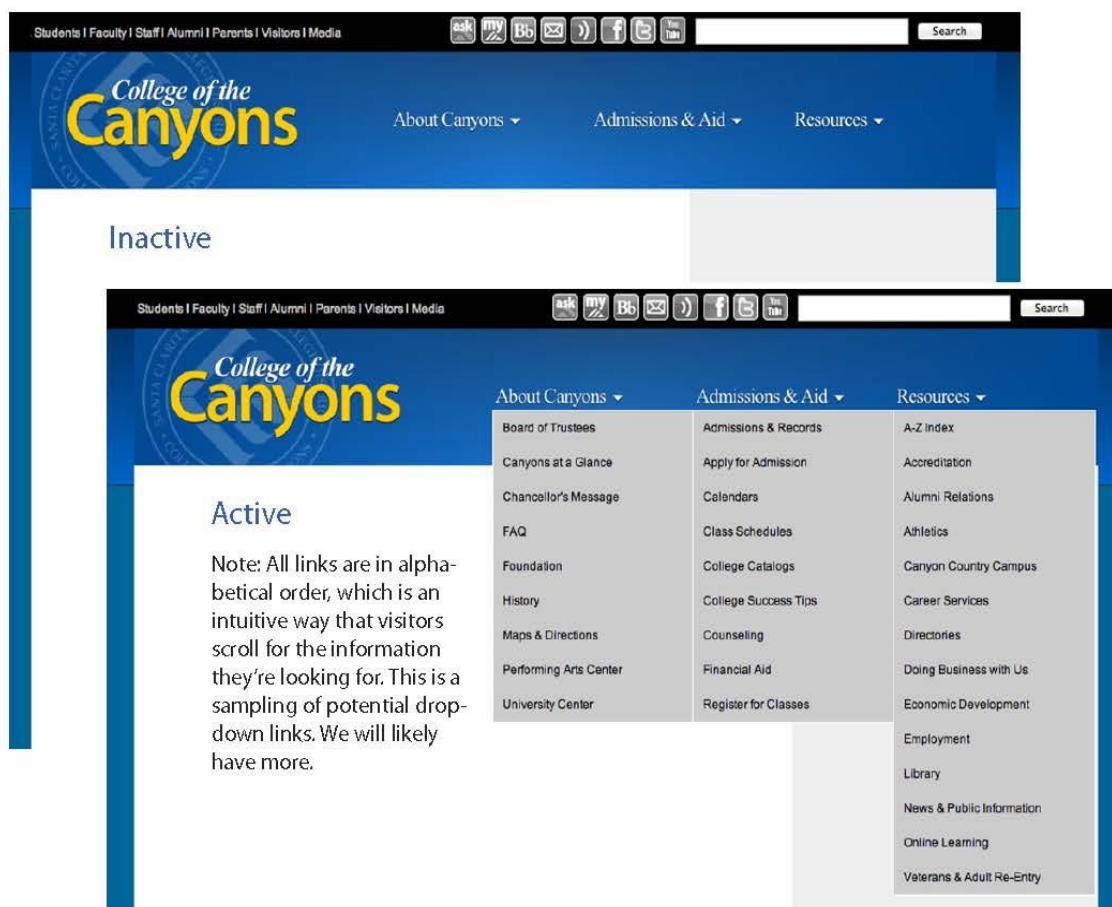 Students I Faculty I Staff I Alumni I Parents I Visitors I Media
ask my Bb You Tube
Search
College of the
Canyons
About Canyons
Admissions & Aid
Resources
Inactive
Students I Faculty I Staff I Alumni I Parents I Visitors I Media
ask my Bb You Tube
Search
College of the
Canyons
About Canyons
Board of Trustees
Canyons at a Glance
Chancellor's Message
FAQ
Foundation
History
Maps & Directions
Performing Arts Center
University Center
Admissions & Aid
Admissions & Records
Apply for Admission
Calendars
Class Schedules
College Catalogs
College Success Tips
Counseling
Financial Aid
Register for Classes
Resources
A-Z Index
Accreditation
Alumni Relations
Athletics
Canyon Country Campus
Career Services
Directories
Doing Business with Us
Economic Development
Employment
Library
News & Public Information
Online Learning
Veterans & Adult Re-Entry
Active
Note: All links are in alpha-
betical order, which is an
intuitive way that visitors
scroll for the information
they're looking for. This is a
sampling of potential drop-
down links. We will likely
have more.